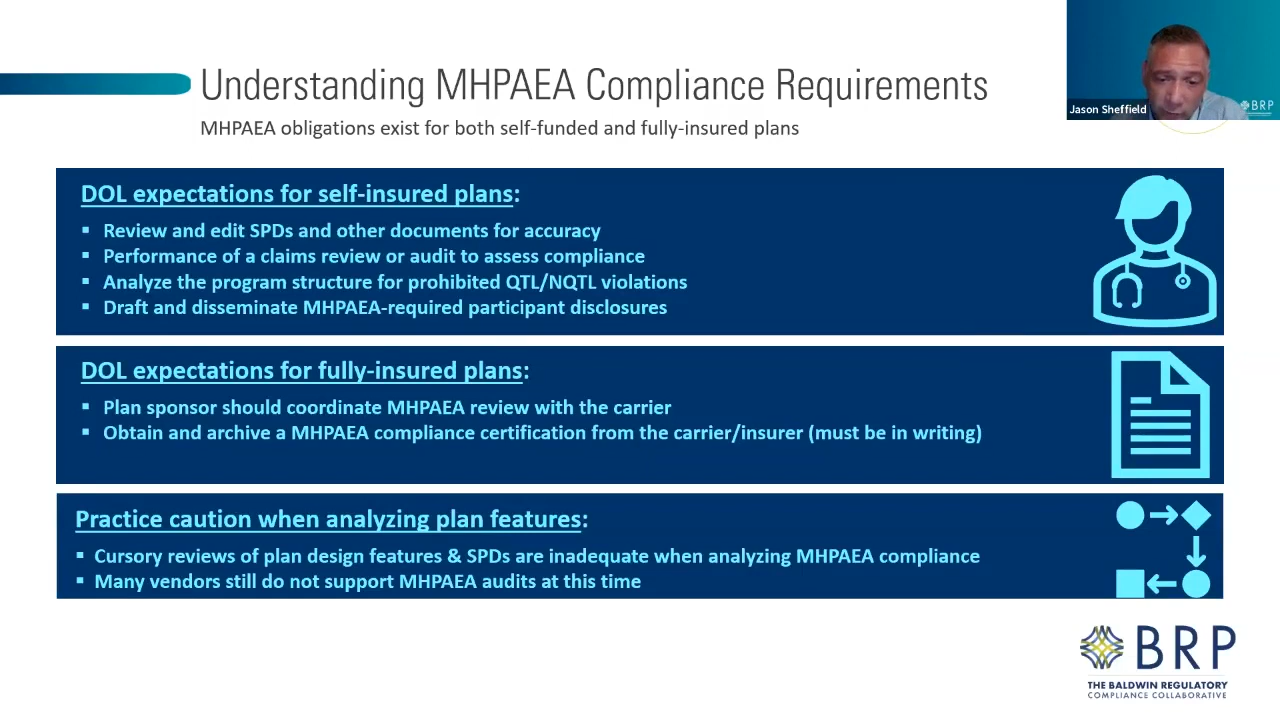 Understanding MHPAEA Compliance Requirements
MHPAEA obligations exist for both self-funded and fully-insured plans
Jason Sheffield
BRP
DOL expectations for self-insured plans:
▪ Review and edit SPDs and other documents for accuracy
▪ Performance of a claims review or audit to assess compliance
▪ Analyze the program structure for prohibited QTL/NQTL violations
▪ Draft and disseminate MHPAEA-required participant disclosures
DOL expectations for fully-insured plans:
▪ Plan sponsor should coordinate MHPAEA review with the carrier
▪ Obtain and archive a MHPAEA compliance certification from the carrier/insurer (must be in writing)
Practice caution when analyzing plan features:
▪ Cursory reviews of plan design features & SPDs are inadequate when analyzing MHPAEA compliance
▪ Many vendors still do not support MHPAEA audits at this time
BRP
THE BALDWIN REGULATORY
COMPLIANCE COLLABORATIVE